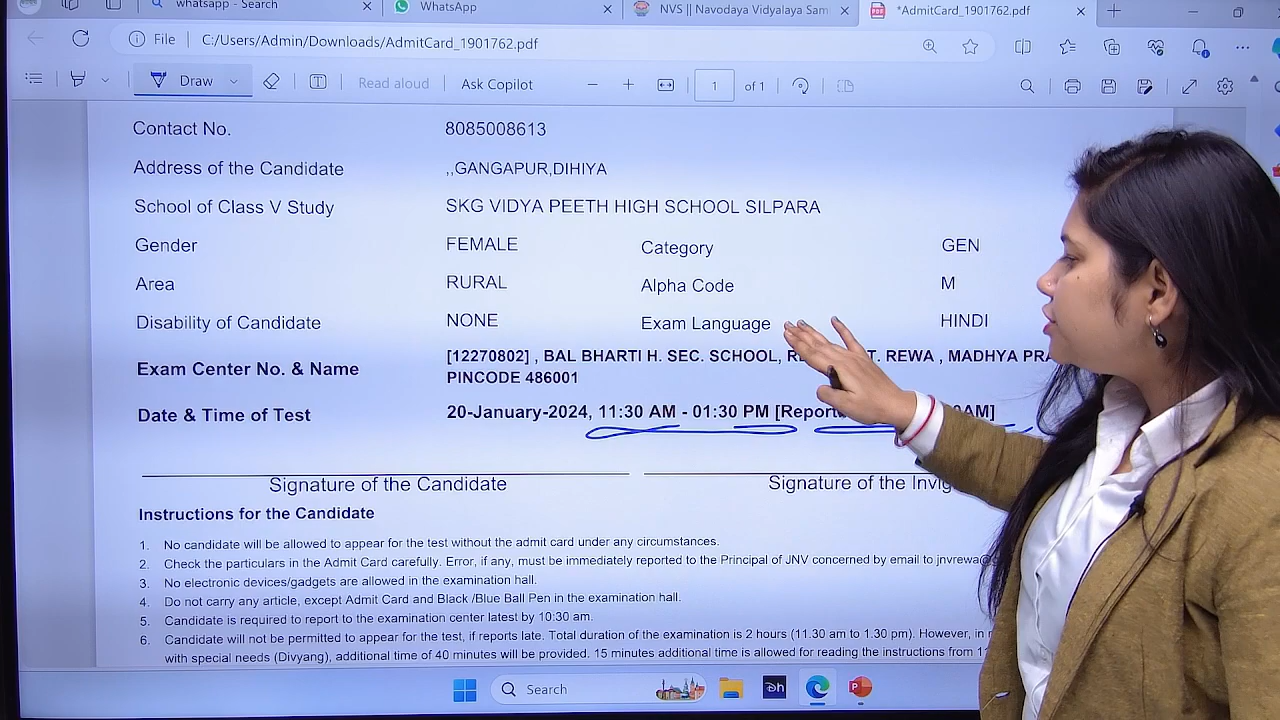 whatsapp - Search
WhatsApp
NVS || Navodaya Vidyalaya Sam
*AdmitCard_1901762.pdf
File
C:/Users/Admin/Downloads/AdmitCard_1901762.pdf
Draw
Read aloud
Ask Copilot
1
of 1
Contact No. 8085008613
Address of the Candidate ,,GANGAPUR,DIHIYA
School of Class V Study SKG VIDYA PEETH HIGH SCHOOL SILPARA
Gender FEMALE Category GEN
Area RURAL Alpha Code M
Disability of Candidate NONE Exam Language HINDI
Exam Center No. & Name [12270802] , BAL BHARTI H. SEC. SCHOOL, REWA , MADHYA
PINCODE 486001
Date & Time of Test 20-January-2024, 11:30 AM - 01:30 PM
Signature of the Candidate Signature of the
Instructions for the Candidate
1. No candidate will be allowed to appear for the test without the admit card under any circumstances.
2. Check the particulars in the Admit Card carefully. Error, if any, must be immediately reported to the Principal of JNV concerned by email to jnvrewa@
3. No electronic devices/gadgets are allowed in the examination hall.
4. Do not carry any article, except Admit Card and Black /Blue Ball Pen in the examination hall.
5. Candidate is required to report to the examination center latest by 10:30 am.
6. Candidate will not be permitted to appear for the test, if reports late. Total duration of the examination is 2 hours (11.30 am to 1.30 pm). However, in
with special needs (Divyang), additional time of 40 minutes will be provided. 15 minutes additional time is allowed for reading the instructions from
Search
Dh